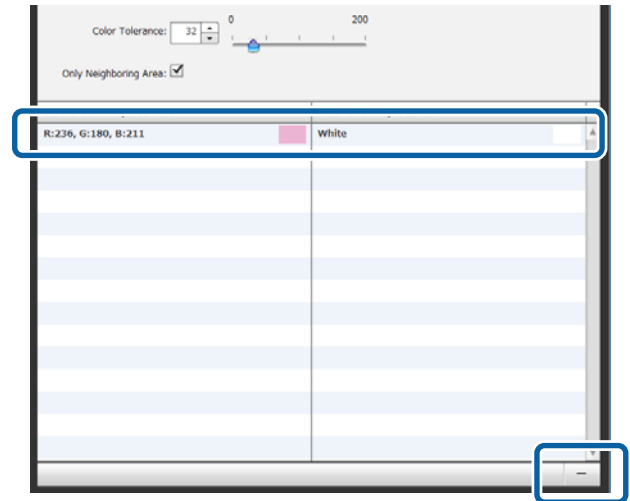 0 200
Color Tolerance: 32
Only Neighboring Area:
R:236, G:180, B:211 White